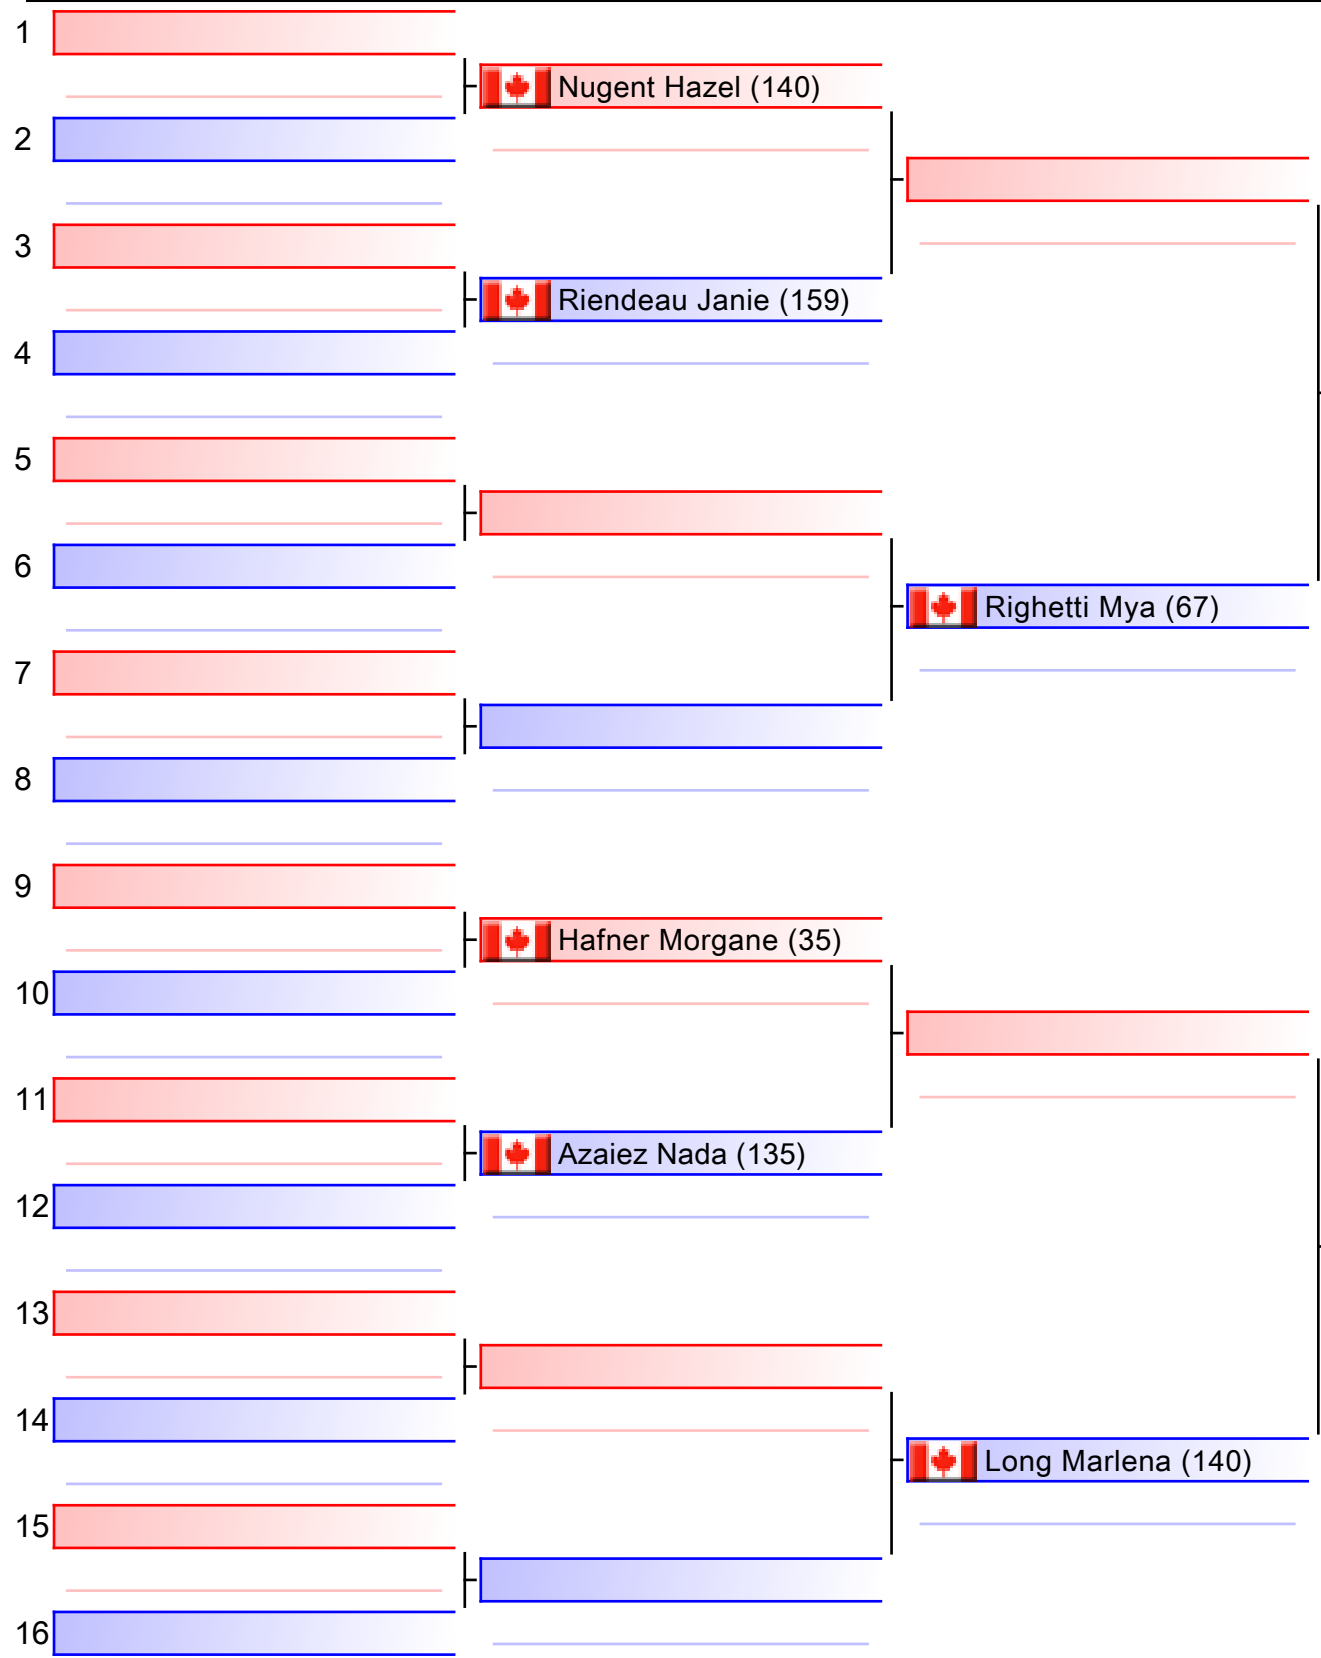 1
Nugent Hazel (140)
2
3
Riendeau Janie (159)
4
5
6
Righetti Mya (67)
7
8
9
Hafner Morgane (35)
10
11
Azaiez Nada (135)
12
13
14
Long Marlena (140)
15
16